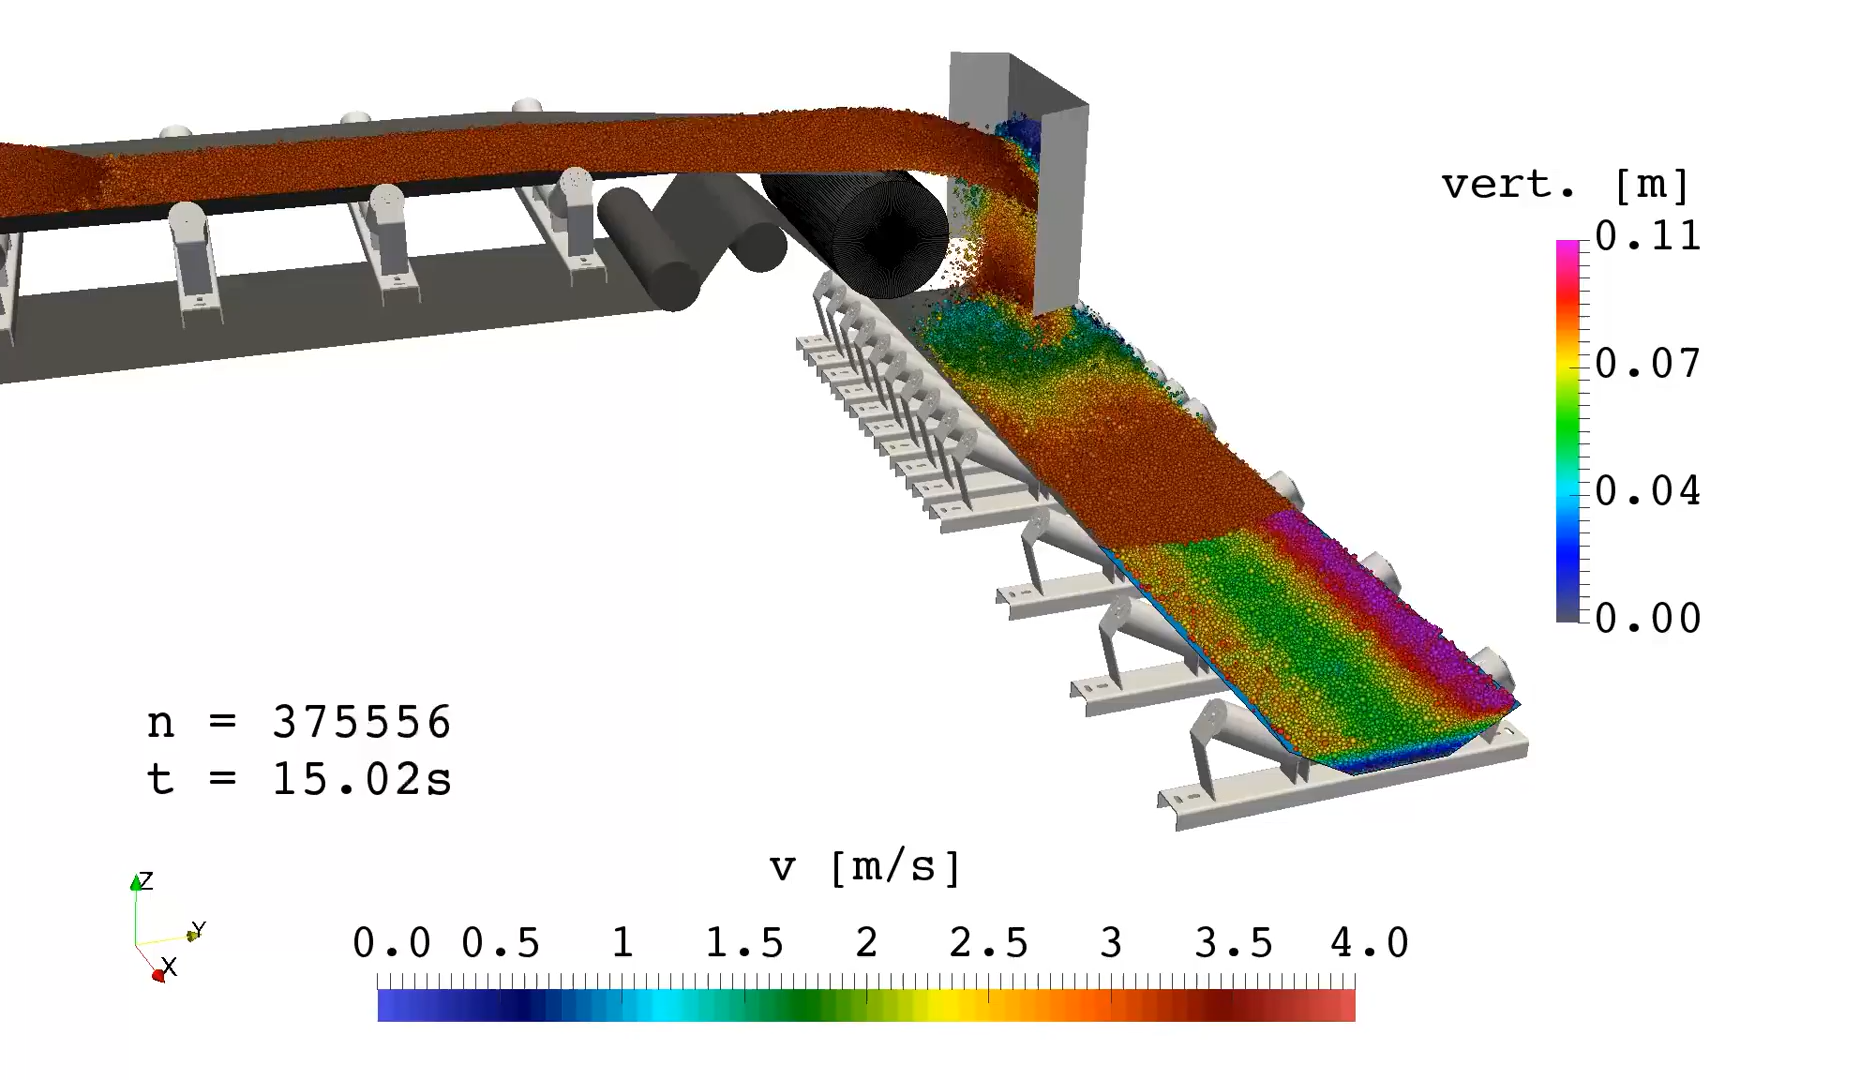 vert. [m]
0.11
0.07
0.04
0.00
n = 375556
t = 15.02s
Z
Y
X
v [m/s]
0.0 0.5 1 1.5 2 2.5 3 3.5 4.0